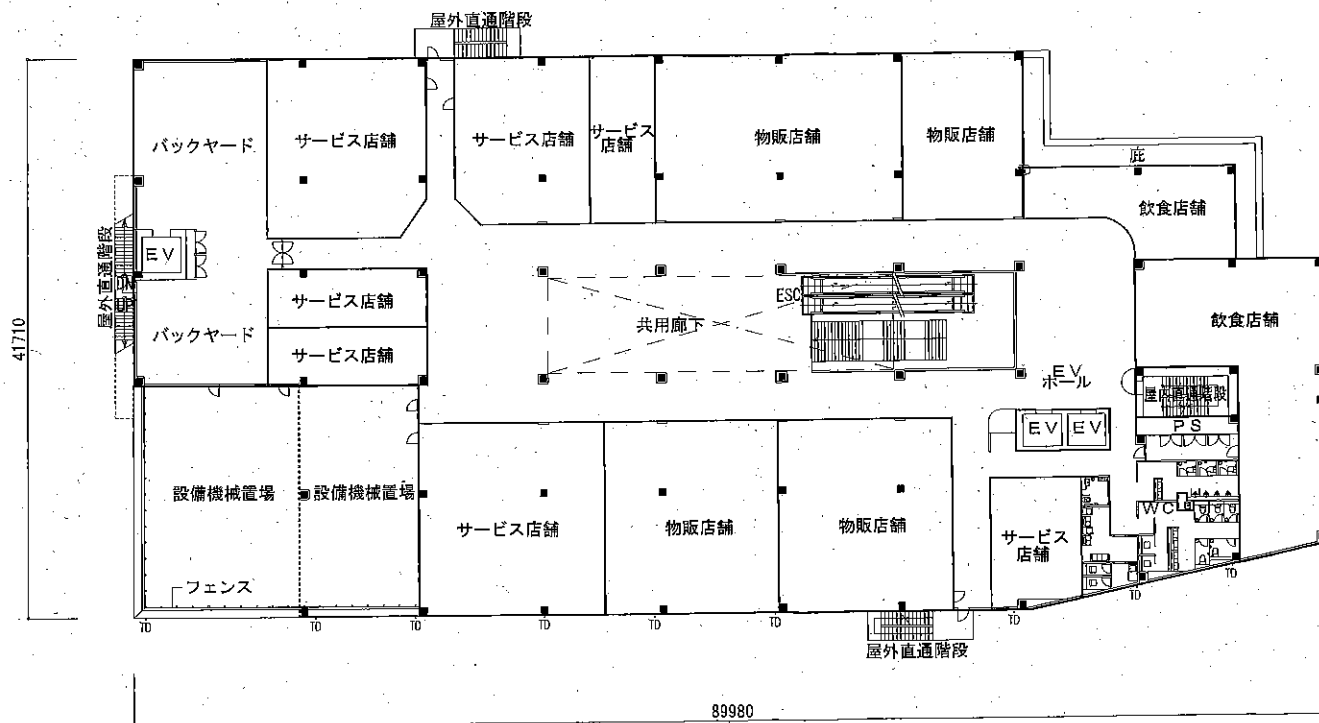 屋外直通階段
バックヤード
サービス店舗
サービス店舗
サービス
店舗
物販店舗
物販店舗
庇
飲食店舗
屋外直通階段
EV
DN
UP
サービス店舗
ESC
共用廊下
飲食店舗
バックヤード
サービス店舗
EV
ホール
屋内直通階段
41710
EV
EV
PS
設備機械置場
設備機械置場
サービス店舗
物販店舗
物販店舗
サービス
店舗
WC
フェンス
TD
TD
TD
TD
TD
TD
TD
TD
TD
屋外直通階段
89980